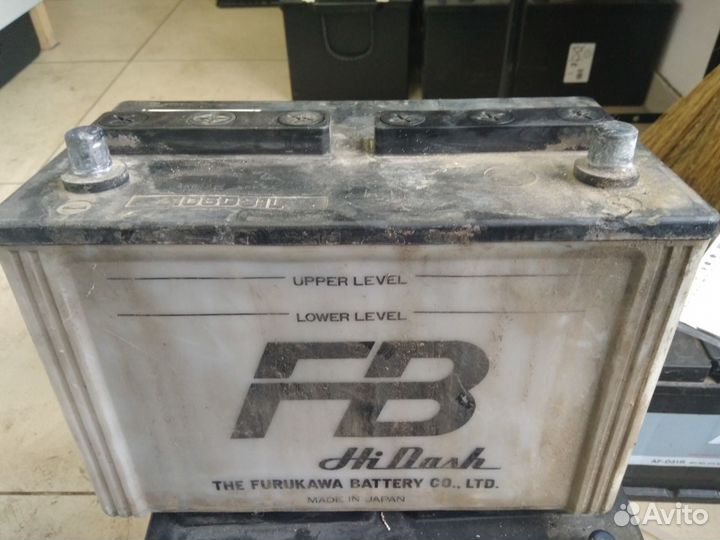 UPPER LEVEL
LOWER LEVEL
FB
HiDash
THE FURUKAWA BATTERY CO., LTD.
MADE IN JAPAN
Avito